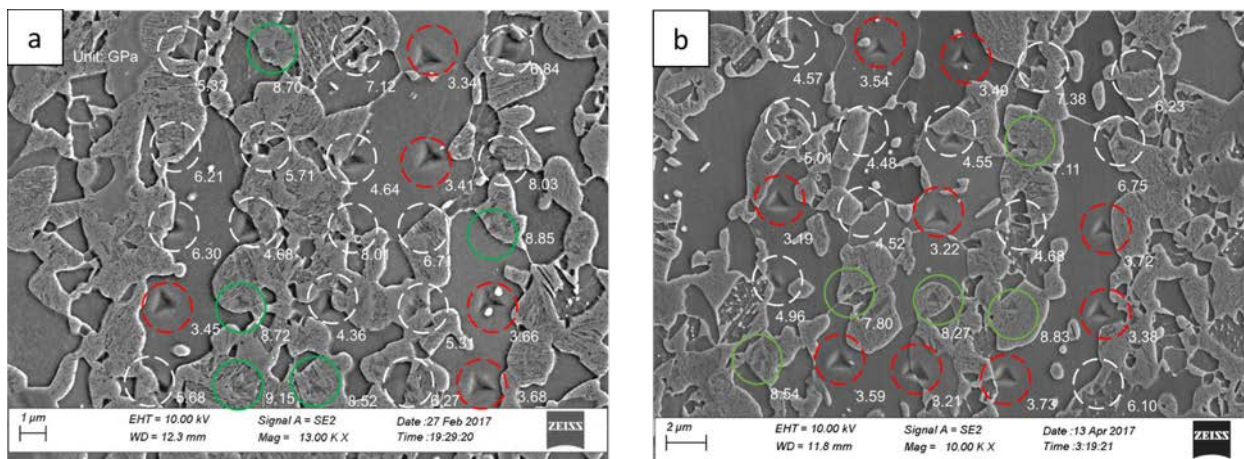 a
Unit: GPa
5.33
8.70
7.12
3.34
6.84
6.21
5.71
4.64
3.41
8.03
6.30
4.68
8.01
6.71
8.85
3.45
8.72
4.36
5.31
3.66
5.68
9.15
8.52
6.27
3.68
1 µm
EHT = 10.00 kV
Signal A = SE2
Date :27 Feb 2017
WD = 12.3 mm
Mag = 13.00 K X
Time :19:29:20
ZEISS
b
4.57
3.54
3.49
7.38
6.23
5.01
4.48
4.55
7.11
6.75
3.19
4.52
3.22
4.68
3.72
4.96
7.80
8.27
8.83
3.38
8.54
3.59
3.21
3.73
6.10
2 µm
EHT = 10.00 kV
Signal A = SE2
Date :13 Apr 2017
WD = 11.8 mm
Mag = 10.00 K X
Time :3:19:21
ZEISS